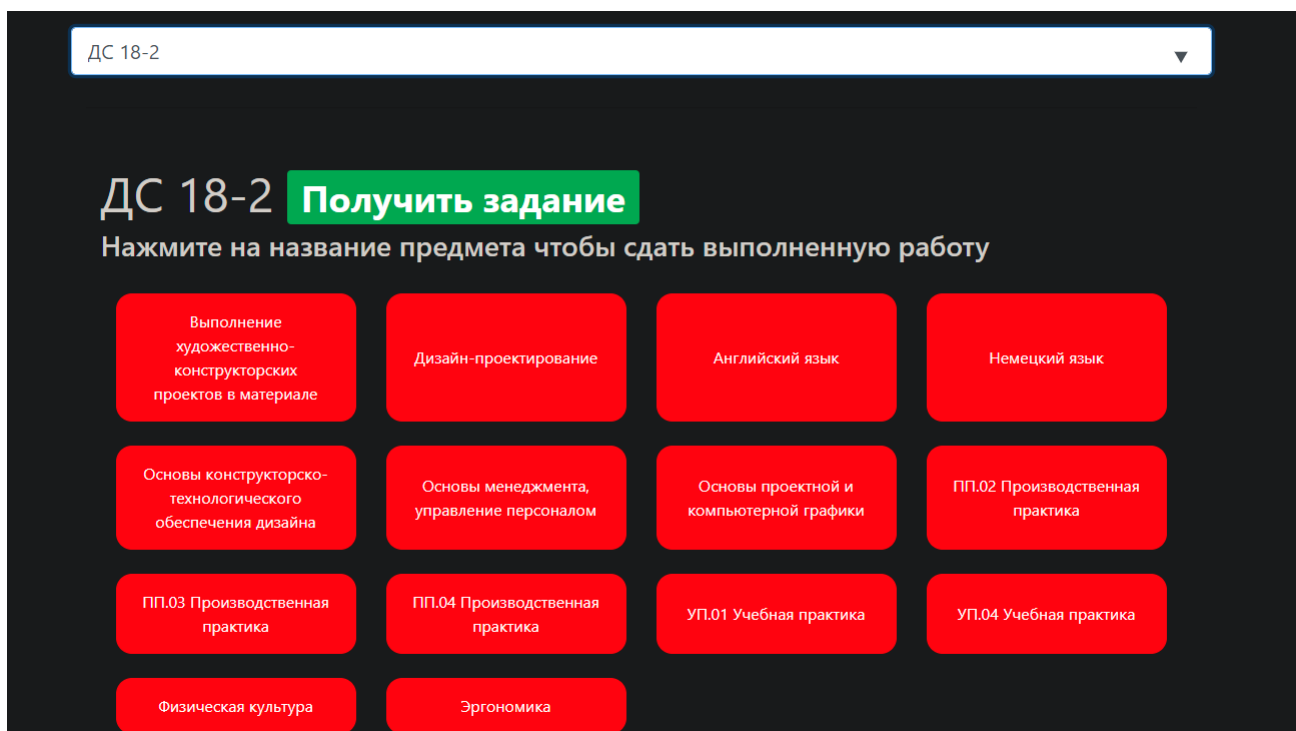 ДС 18-2
ДС 18-2 Получить задание
Нажмите на название предмета чтобы сдать выполненную работу
Выполнение
художественно-
конструкторских
проектов в материале
Дизайн-проектирование
Английский язык
Немецкий язык
Основы конструкторско-
технологического
обеспечения дизайна
Основы менеджмента,
управление персоналом
Основы проектной и
компьютерной графики
ПП.02 Производственная
практика
ПП.03 Производственная
практика
ПП.04 Производственная
практика
УП.01 Учебная практика
УП.04 Учебная практика
Физическая культура
Эргономика